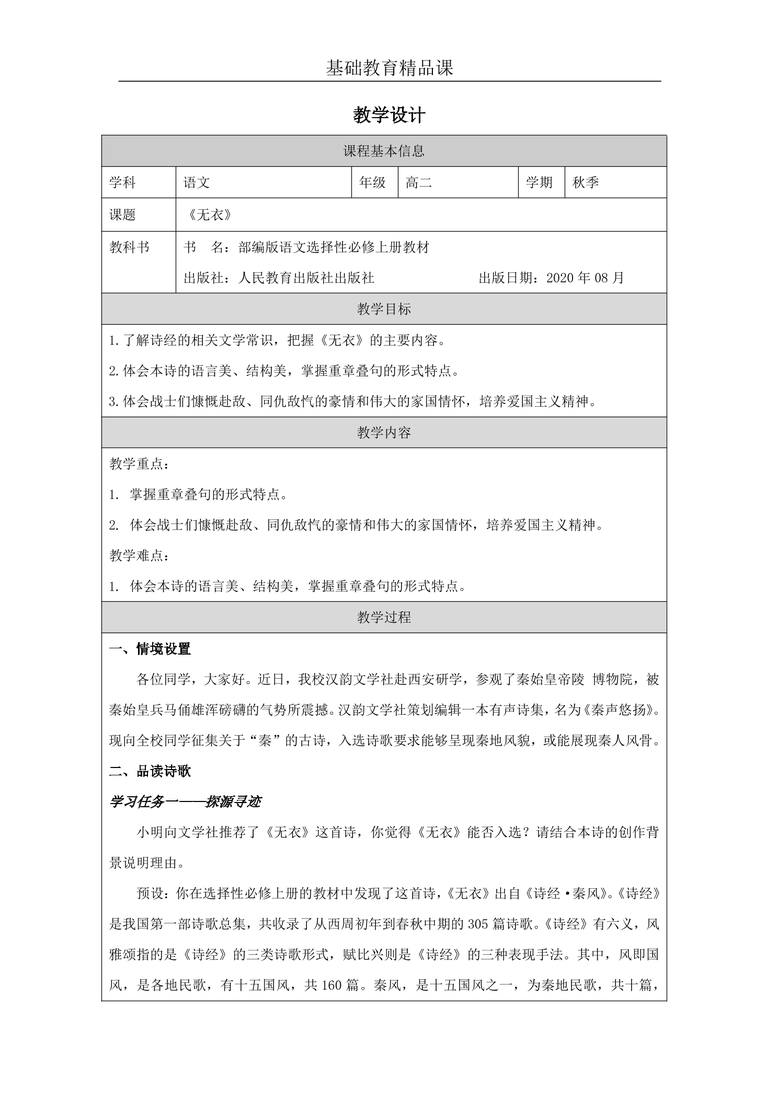 基础教育精品课
教学设计
课程基本信息
学科 语文 年级 高二 学期 秋季
课题 《无衣》
教科书 书 名：部编版语文选择性必修上册教材
出版社：人民教育出版社出版社 出版日期：2020 年 08 月
教学目标
1.了解诗经的相关文学常识，把握《无衣》的主要内容。
2.体会本诗的语言美、结构美，掌握重章叠句的形式特点。
3.体会战士们慷慨赴敌、同仇敌忾的豪情和伟大的家国情怀，培养爱国主义精神。
教学内容
教学重点：
1. 掌握重章叠句的形式特点。
2. 体会战士们慷慨赴敌、同仇敌忾的豪情和伟大的家国情怀，培养爱国主义精神。
教学难点：
1. 体会本诗的语言美、结构美，掌握重章叠句的形式特点。
教学过程
一、情境设置
各位同学，大家好。近日，我校汉韵文学社赴西安研学，参观了秦始皇帝陵 博物院，被
秦始皇兵马俑雄浑磅礴的气势所震撼。汉韵文学社策划编辑一本有声诗集，名为《秦声悠扬》。
现向全校同学征集关于“秦”的古诗，入选诗歌要求能够呈现秦地风貌，或能展现秦人风骨。
二、品读诗歌
学习任务一——探源寻迹
小明向文学社推荐了《无衣》这首诗，你觉得《无衣》能否入选？请结合本诗的创作背
景说明理由。
预设：你在选择性必修上册的教材中发现了这首诗，《无衣》出自《诗经·秦风》。《诗经》
是我国第一部诗歌总集，共收录了从西周初年到春秋中期的 305 篇诗歌。《诗经》有六义，风
雅颂指的是《诗经》的三类诗歌形式，赋比兴则是《诗经》的三种表现手法。其中，风即国
风，是各地民歌，有十五国风，共 160 篇。秦风，是十五国风之一，为秦地民歌，共十篇，